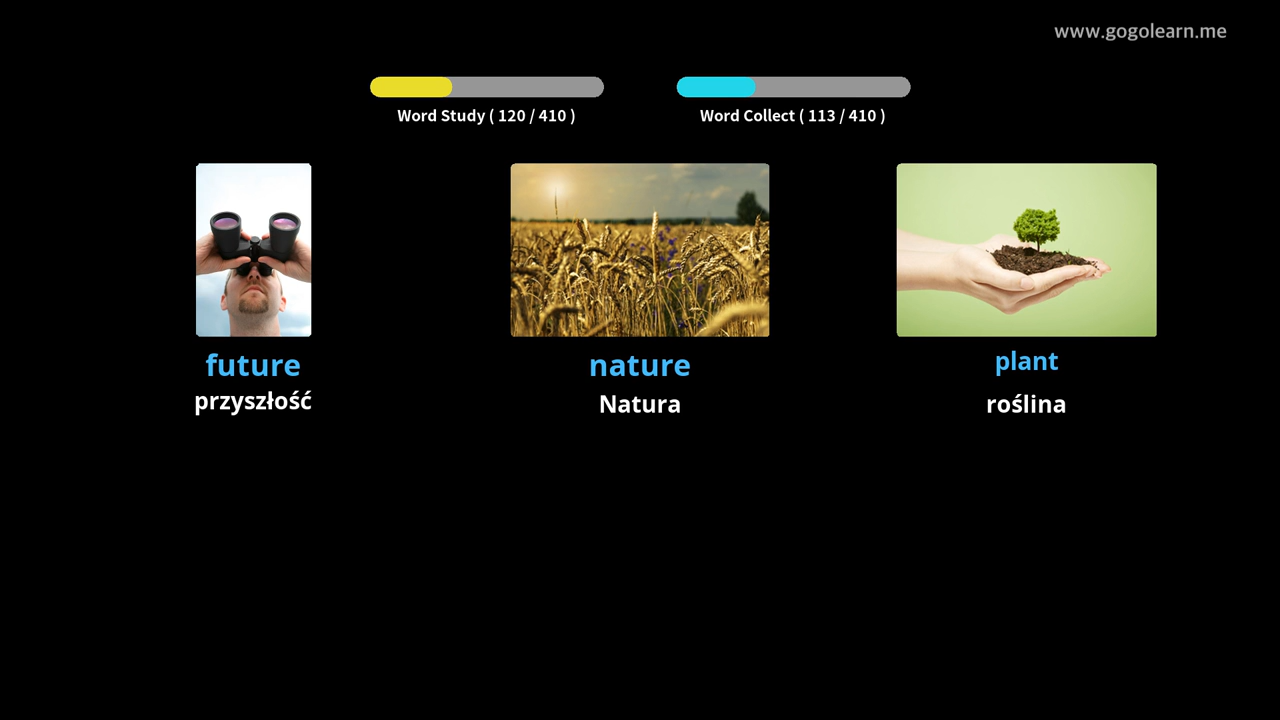 www.gogolearn.me
Word Study ( 120 / 410 )
Word Collect ( 113 / 410 )
future
przyszłość
nature
Natura
plant
roślina